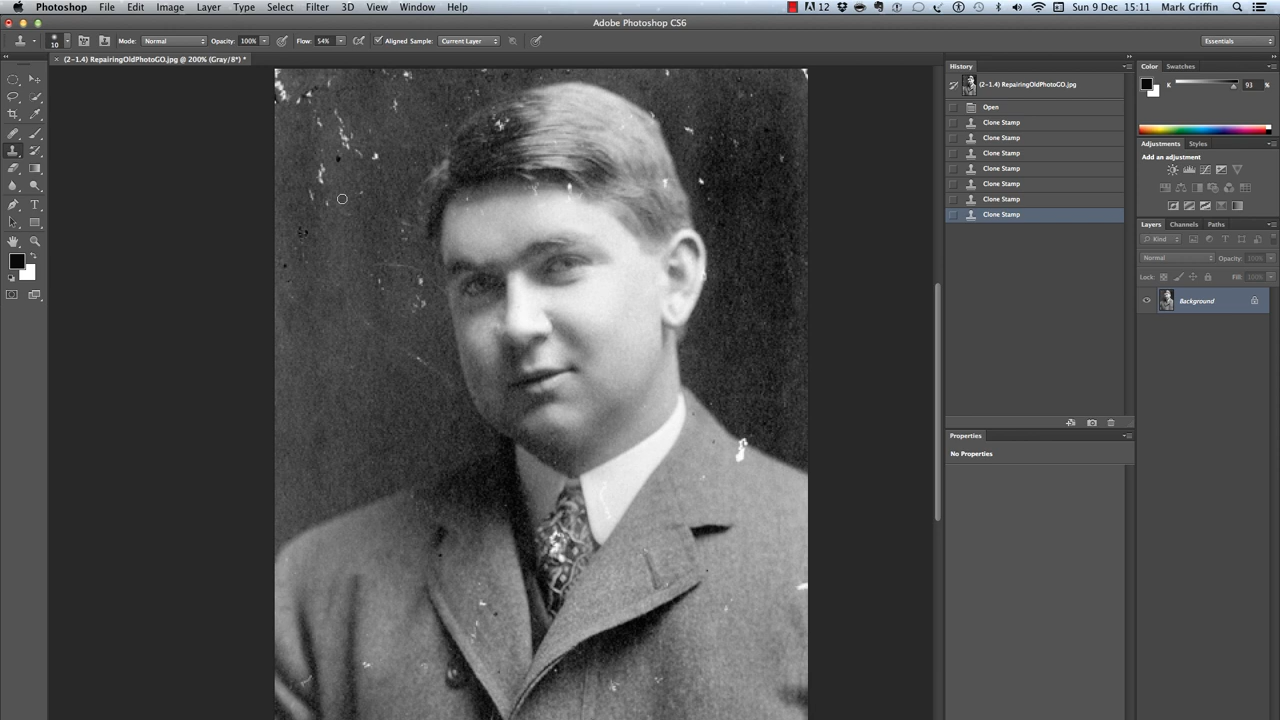 Photoshop File Edit Image Layer Type Select Filter 3D View Window Help 12 Sun 9 Dec 15:11 Mark Griffin
Adobe Photoshop CS6
10 Mode: Normal Opacity: 100% Flow: 54% Aligned Sample: Current Layer Essentials
× (2-1.4) RepairingOldPhotoGO.jpg @ 200% (Gray/8*) *
History
(2-1.4) RepairingOldPhotoGO.jpg
Open
Clone Stamp
Clone Stamp
Clone Stamp
Clone Stamp
Clone Stamp
Clone Stamp
Clone Stamp
Properties
No Properties
Color Swatches
K 93 %
Adjustments Styles
Add an adjustment
Layers Channels Paths
Kind
Normal Opacity: 100%
Lock: Fill: 100%
Background